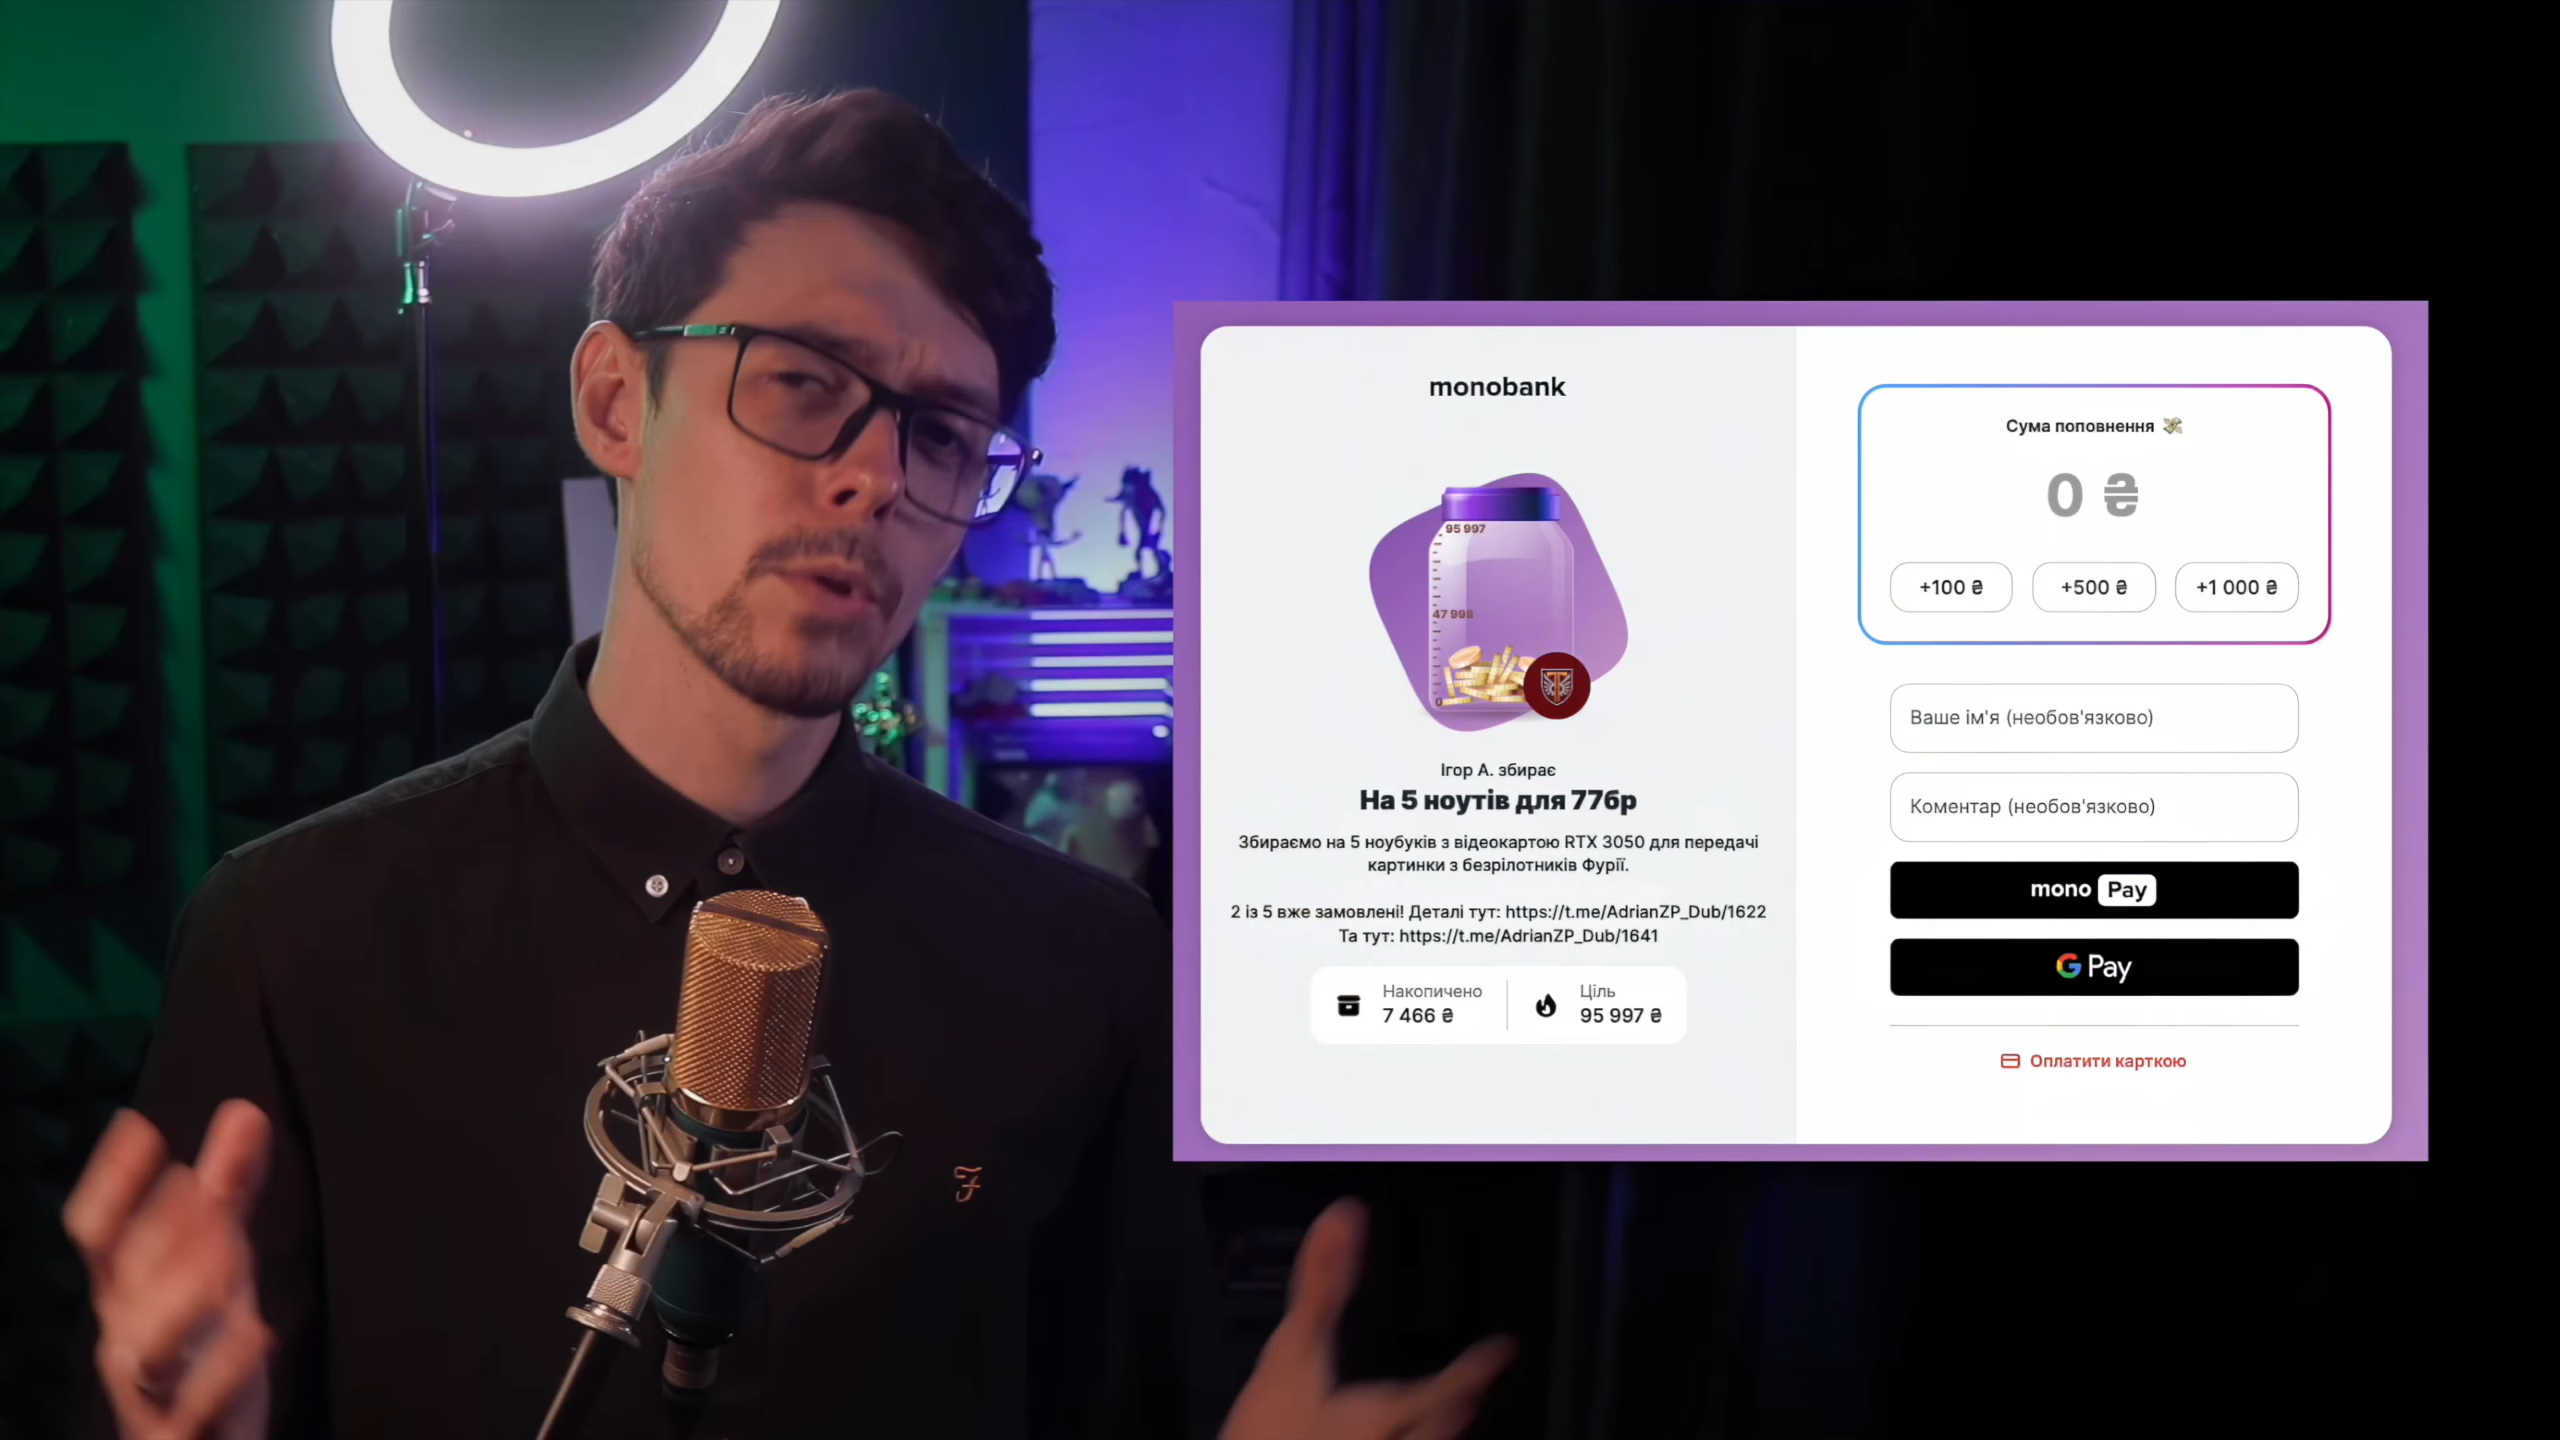 monobank
95 997
47 998
0
Ігор А. збирає
На 5 ноутів для 77бр
Збираємо на 5 ноубуків з відеокартою RTX 3050 для передачі
картинки з безрілотників Фурії.
2 із 5 вже замовлені! Деталі тут: https://t.me/AdrianZP_Dub/1622
Та тут: https://t.me/AdrianZP_Dub/1641
Накопичено
7 466 ₴
Ціль
95 997 ₴
Сума поповнення 💸
0 ₴
+100 ₴
+500 ₴
+1 000 ₴
Ваше ім'я (необов'язково)
Коментар (необов'язково)
mono Pay
G Pay
Оплатити карткою